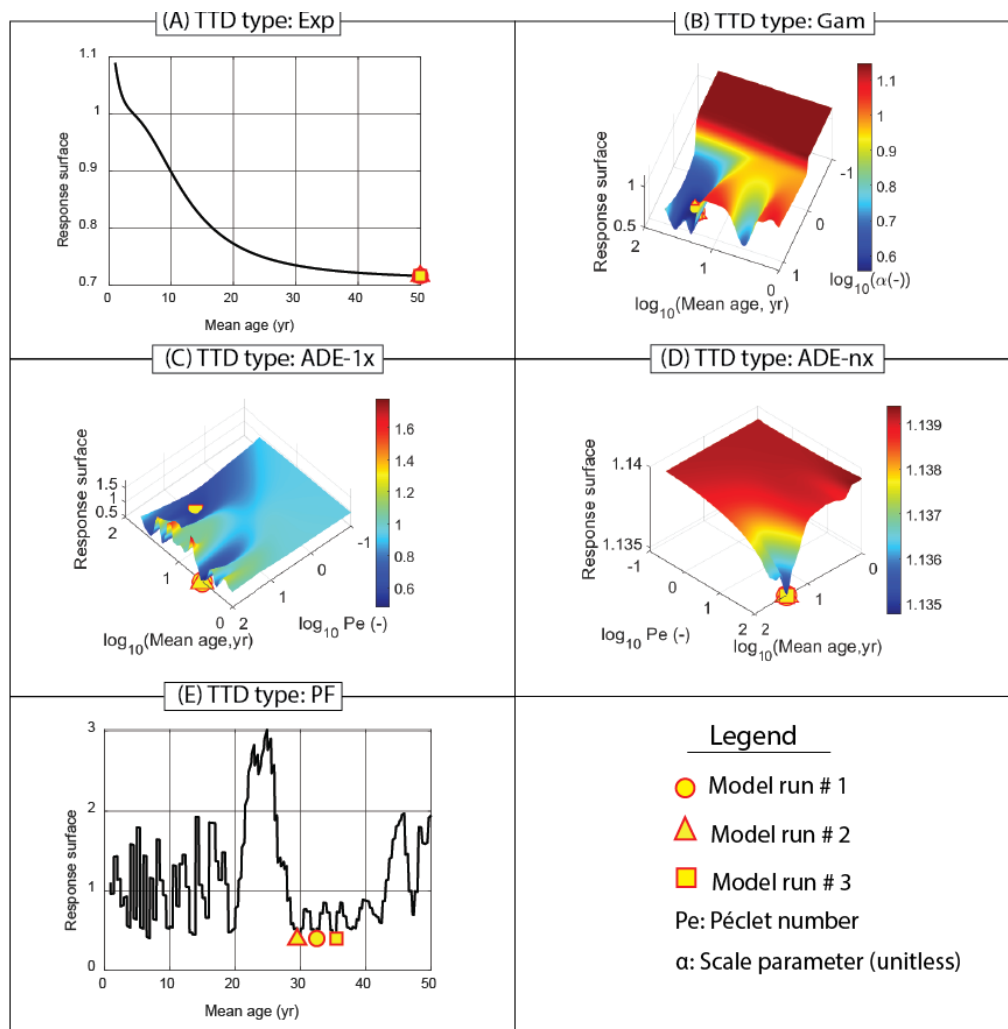 (A) TTD type: Exp
1.1
1
0.9
0.8
0.7
Response surface
0
10
20
30
40
50
Mean age (yr)
(B) TTD type: Gam
Response surface
1
0.5
2
1
0
log10(Mean age, yr)
-1
0
1
log10(α(-))
1.1
1
0.9
0.8
0.7
0.6
(C) TTD type: ADE-1x
Response surface
1.5
1
0.5
2
1
0
log10(Mean age,yr)
-1
0
1
2
log10 Pe (-)
1.6
1.4
1.2
1
0.8
0.6
(D) TTD type: ADE-nx
Response surface
1.14
1.135
-1
0
1
2
log10 Pe (-)
0
1
2
log10(Mean age,yr)
1.139
1.138
1.137
1.136
1.135
(E) TTD type: PF
3
2
1
0
Response surface
0
10
20
30
40
50
Mean age (yr)
Legend
Model run # 1
Model run # 2
Model run # 3
Pe: Péclet number
α: Scale parameter (unitless)